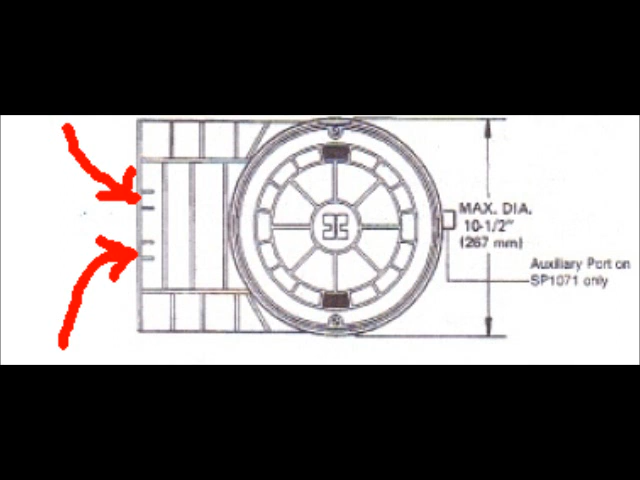 MAX. DIA.
10-1/2"
(267 mm)
Auxiliary Port on
SP1071 only